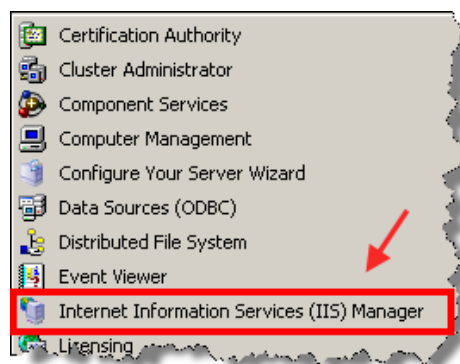 Certification Authority
Cluster Administrator
Component Services
Computer Management
Configure Your Server Wizard
Data Sources (ODBC)
Distributed File System
Event Viewer
Internet Information Services (IIS) Manager
Licensing